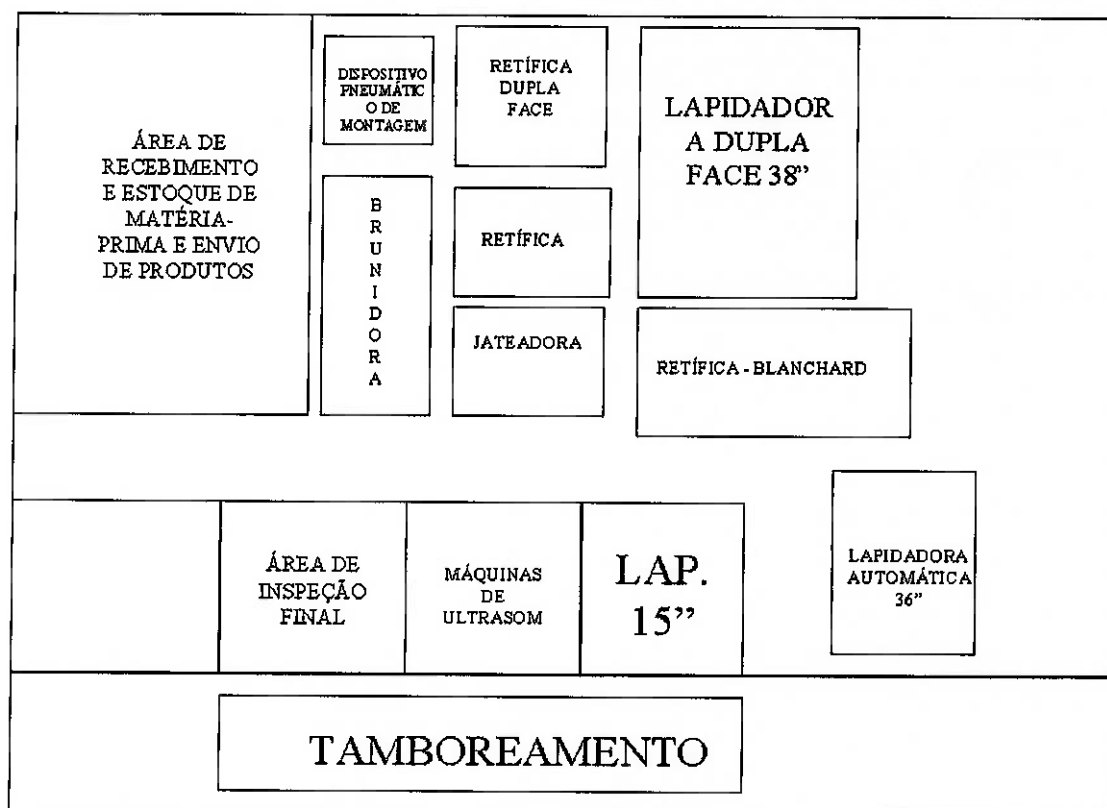 ÁREA DE
RECEBIMENTO
E ESTOQUE DE
MATÉRIA-
PRIMA E ENVIO
DE PRODUTOS
DISPOSITIVO
PNEUMÁTIC
O DE
MONTAGEM
B
R
U
N
I
D
O
R
A
RETÍFICA
DUPLA
FACE
RETÍFICA
JATEADORA
LAPIDADOR
A DUPLA
FACE 38”
RETÍFICA - BLANCHARD
ÁREA DE
INSPEÇÃO
FINAL
MÁQUINAS
DE
ULTRASOM
LAP.
15”
LAPIDADORA
AUTOMÁTICA
36”
TAMBOREAMENTO